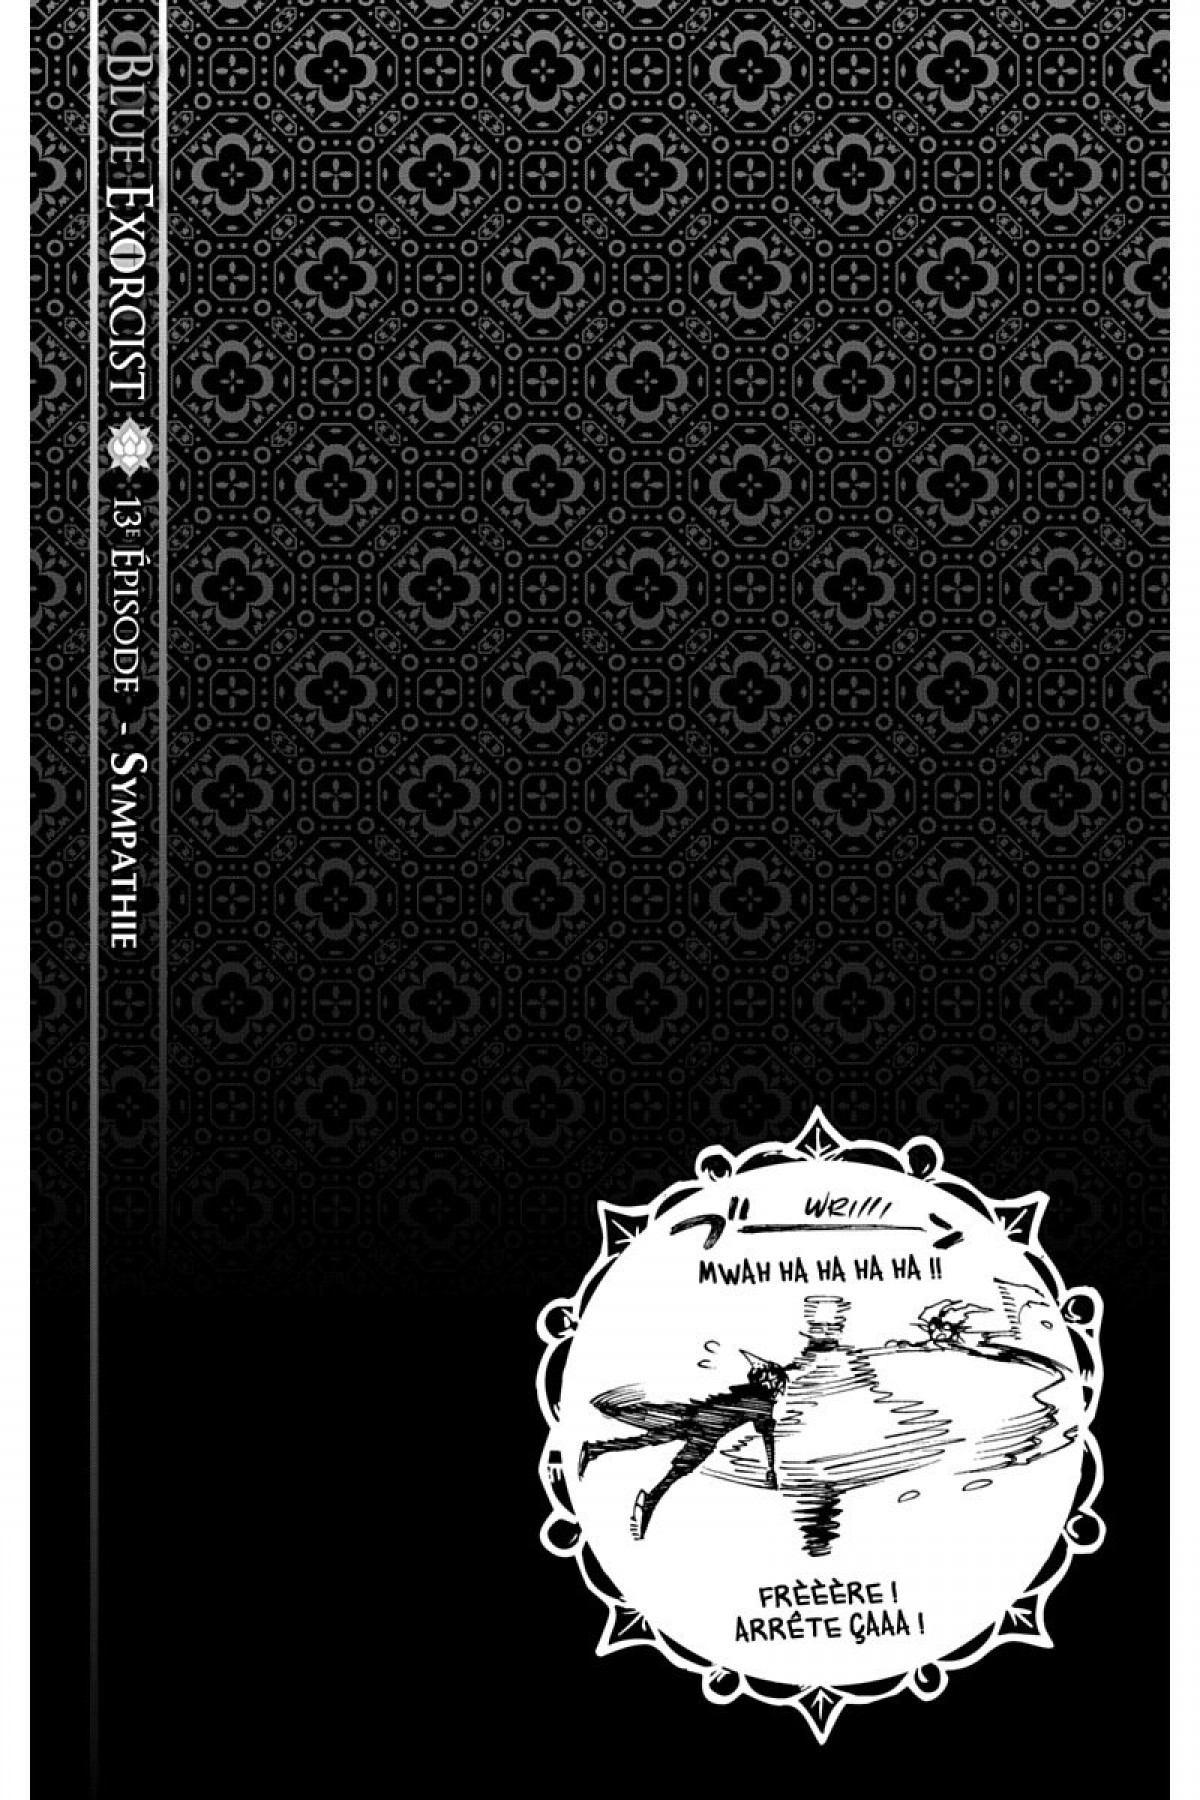 BLUE EXORCIST 13E ÉPISODE - SYMPATHIE
WRIIII
MWAH HA HA HA HA !!
FRÈÈÈRE !
ARRÊTE ÇAAA !